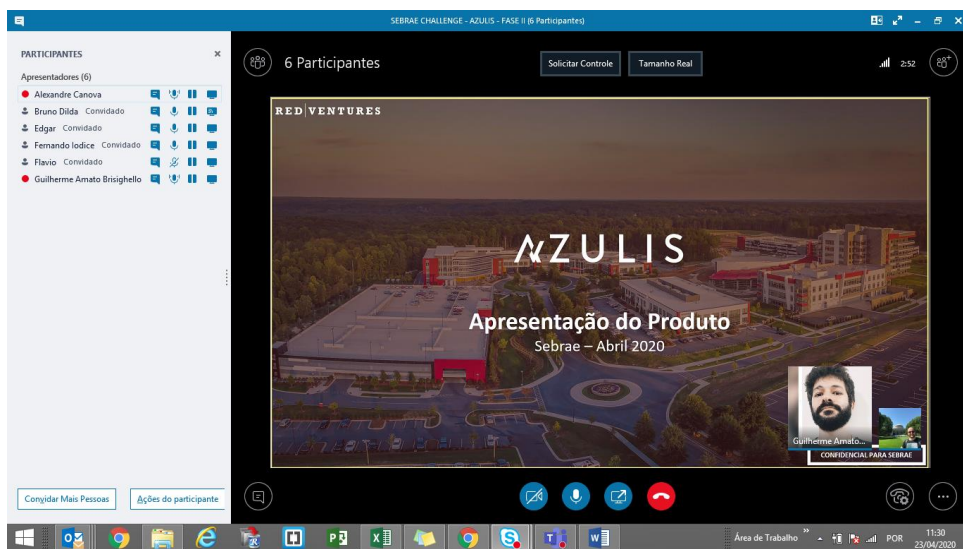 SEBRAE CHALLENGE - AZULIS - FASE II (6 Participantes)
PARTICIPANTES
Apresentadores (6)
Alexandre Canova
Bruno Dilda Convidado
Edgar Convidado
Fernando Iodice Convidado
Flavio Convidado
Guilherme Amato Brisighello
Convidar Mais Pessoas
Ações do participante
6 Participantes
Solicitar Controle
Tamanho Real
2:52
RED VENTURES
AZULIS
Apresentação do Produto
Sebrae – Abril 2020
Guilherme Amato...
CONFIDENCIAL PARA SEBRAE
Área de Trabalho
POR
11:30
23/04/2020